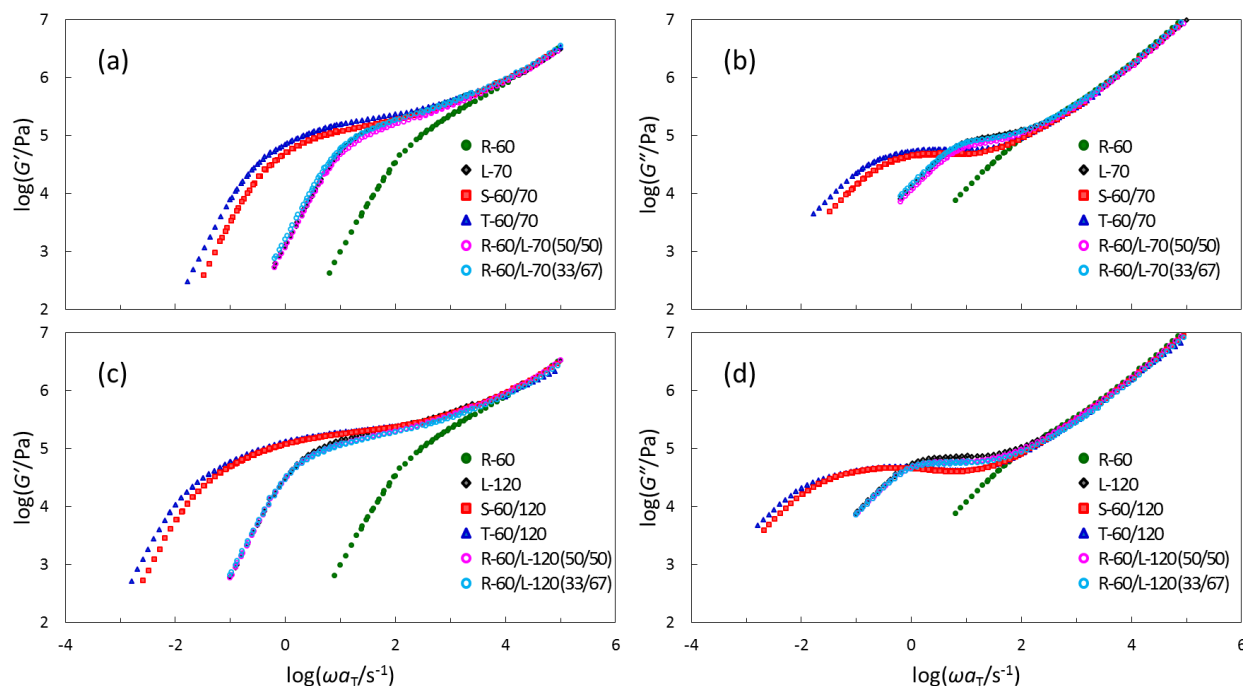 7
6
5
4
3
2
log(G′/Pa)
(a)
R-60
L-70
S-60/70
T-60/70
R-60/L-70(50/50)
R-60/L-70(33/67)
7
6
5
4
3
2
log(G″/Pa)
(b)
R-60
L-70
S-60/70
T-60/70
R-60/L-70(50/50)
R-60/L-70(33/67)
7
6
5
4
3
2
log(G′/Pa)
(c)
R-60
L-120
S-60/120
T-60/120
R-60/L-120(50/50)
R-60/L-120(33/67)
-4 -2 0 2 4 6
log(ωaT/s-1)
7
6
5
4
3
2
log(G″/Pa)
(d)
R-60
L-120
S-60/120
T-60/120
R-60/L-120(50/50)
R-60/L-120(33/67)
-4 -2 0 2 4 6
log(ωaT/s-1)